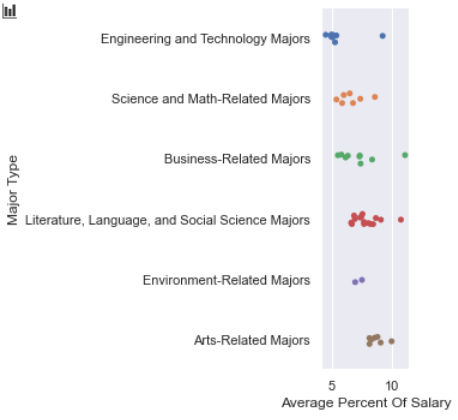 Engineering and Technology Majors
Science and Math-Related Majors
Business-Related Majors
Literature, Language, and Social Science Majors
Environment-Related Majors
Arts-Related Majors
Major Type
5 10
Average Percent Of Salary